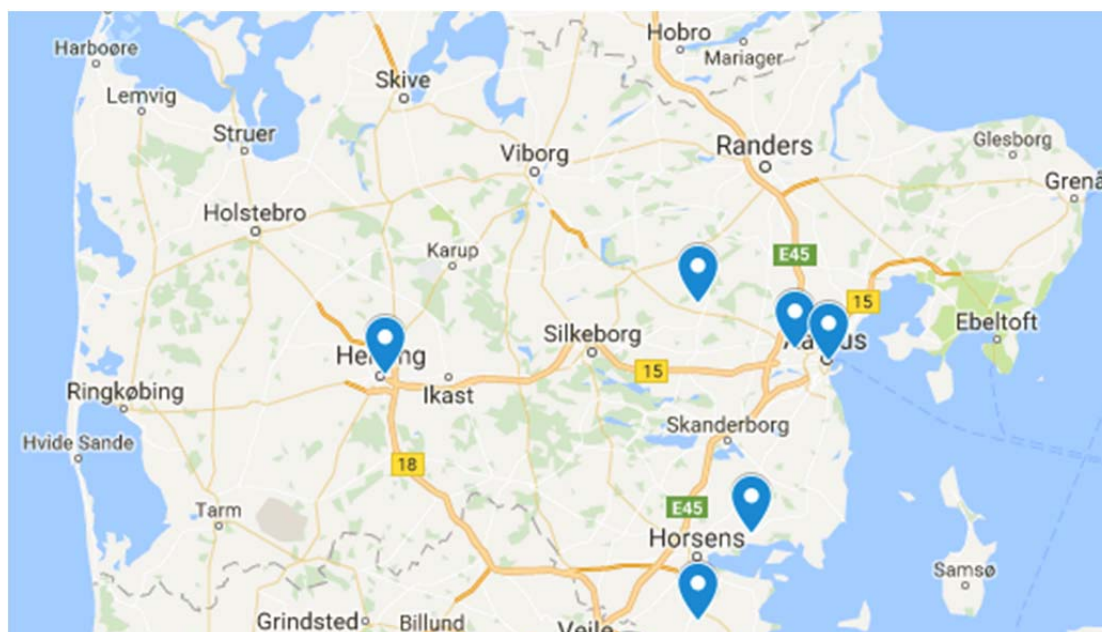 Hobro
Harboøre
Mariager
Skive
Lemvig
Struer
Glesborg
Randers
Viborg
Grenå
Holstebro
Karup
E45
15
Ebeltoft
Silkeborg
15
Ikast
Ringkøbing
Skanderborg
Hvide Sande
18
E45
Tarm
Horsens
Samsø
Grindsted
Billund
Vejle